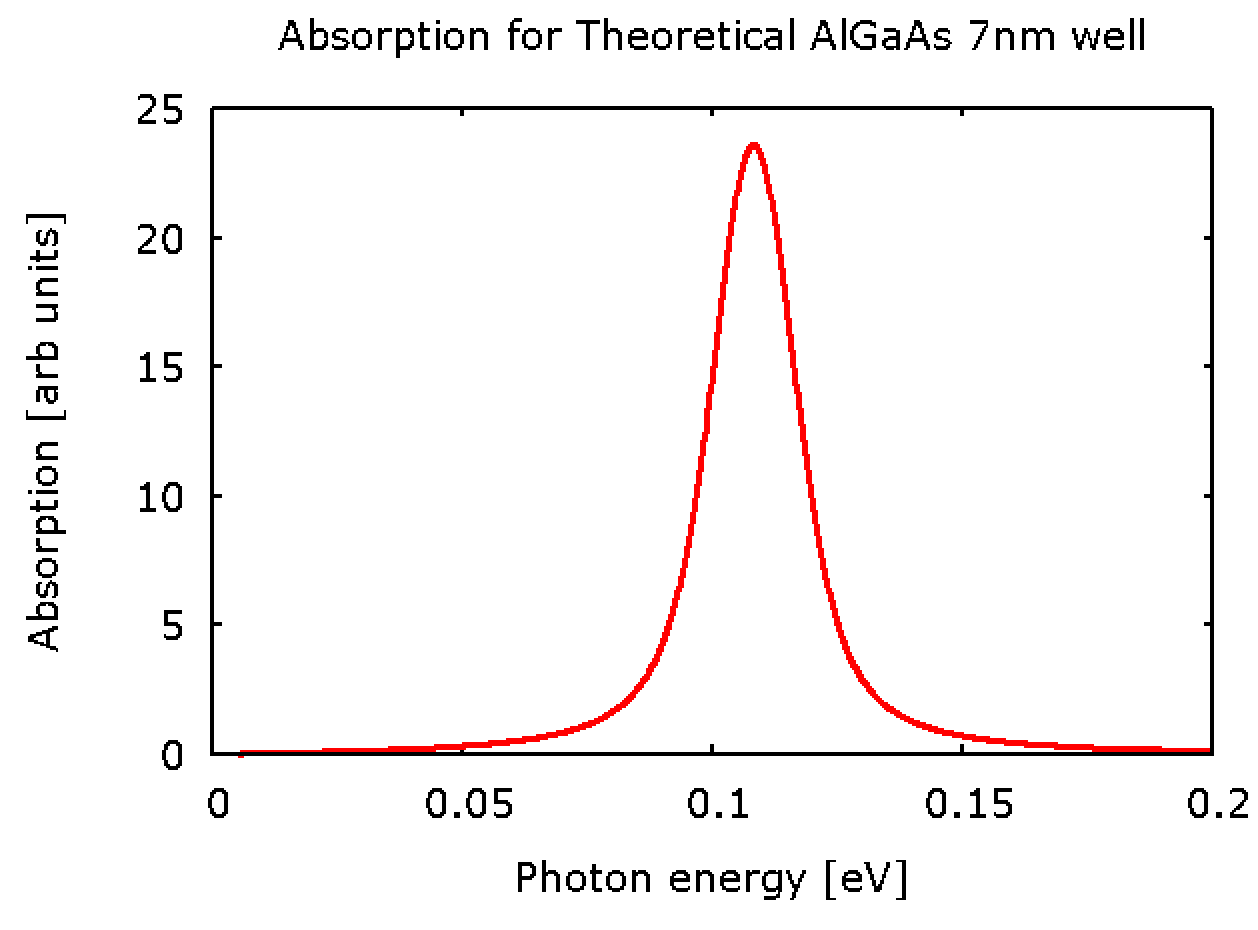 Absorption for Theoretical AlGaAs 7nm well
25
20
15
10
5
0
Absorption [arb units]
0 0.05 0.1 0.15 0.2
Photon energy [eV]